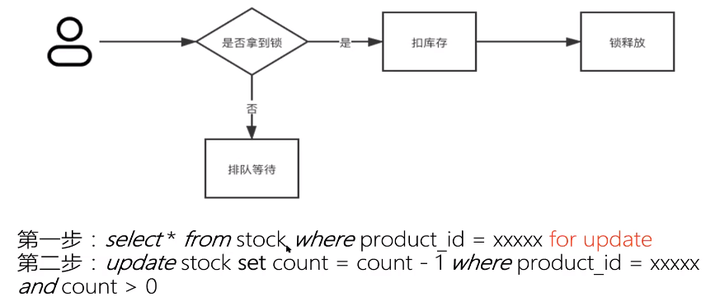 是否拿到锁
是
扣库存
锁释放
否
排队等待
第一步：select * from stock where product_id = xxxxx for update
第二步：update stock set count = count - 1 where product_id = xxxxx
and count > 0